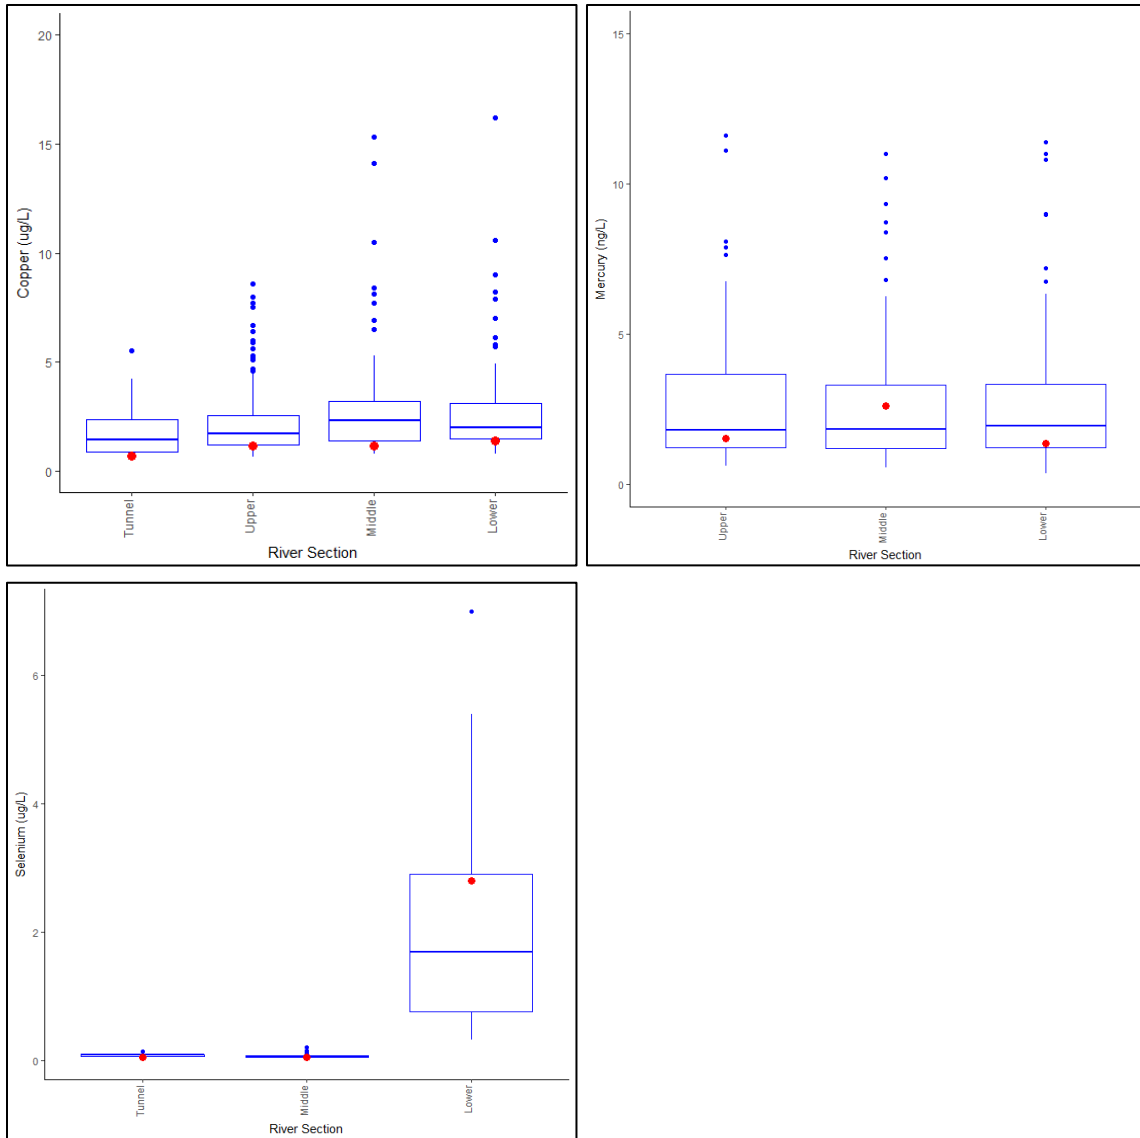 20
15
10
5
0
Copper (ug/L)
Tunnel
Upper
Middle
Lower
River Section
15
10
5
0
Mercury (ng/L)
Upper
Middle
Lower
River Section
6
4
2
0
Selenium (ug/L)
Tunnel
Middle
Lower
River Section